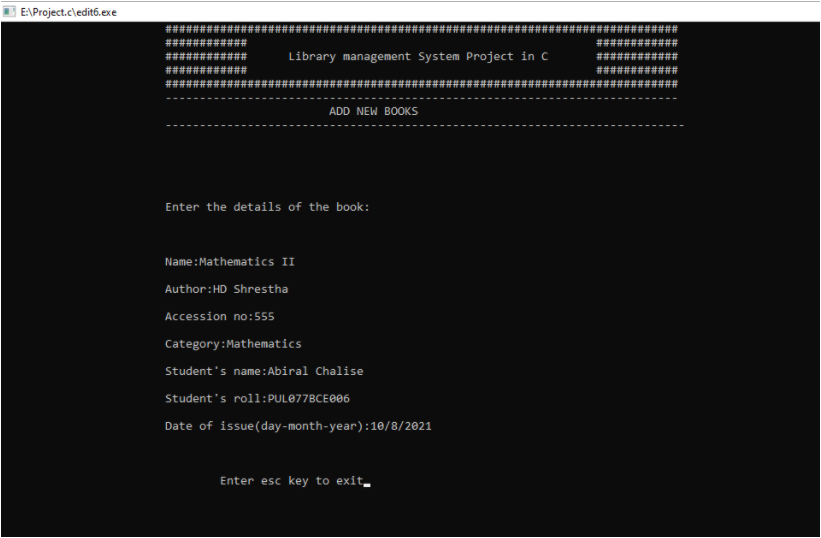 E:\Project.c\edit6.exe
###########################################################################
############ ############
############ Library management System Project in C ############
############ ############
###########################################################################
---------------------------------------------------------------------------
ADD NEW BOOKS
----------------------------------------------------------------------------
Enter the details of the book:
Name:Mathematics II
Author:HD Shrestha
Accession no:555
Category:Mathematics
Student's name:Abiral Chalise
Student's roll:PUL077BCE006
Date of issue(day-month-year):10/8/2021
Enter esc key to exit